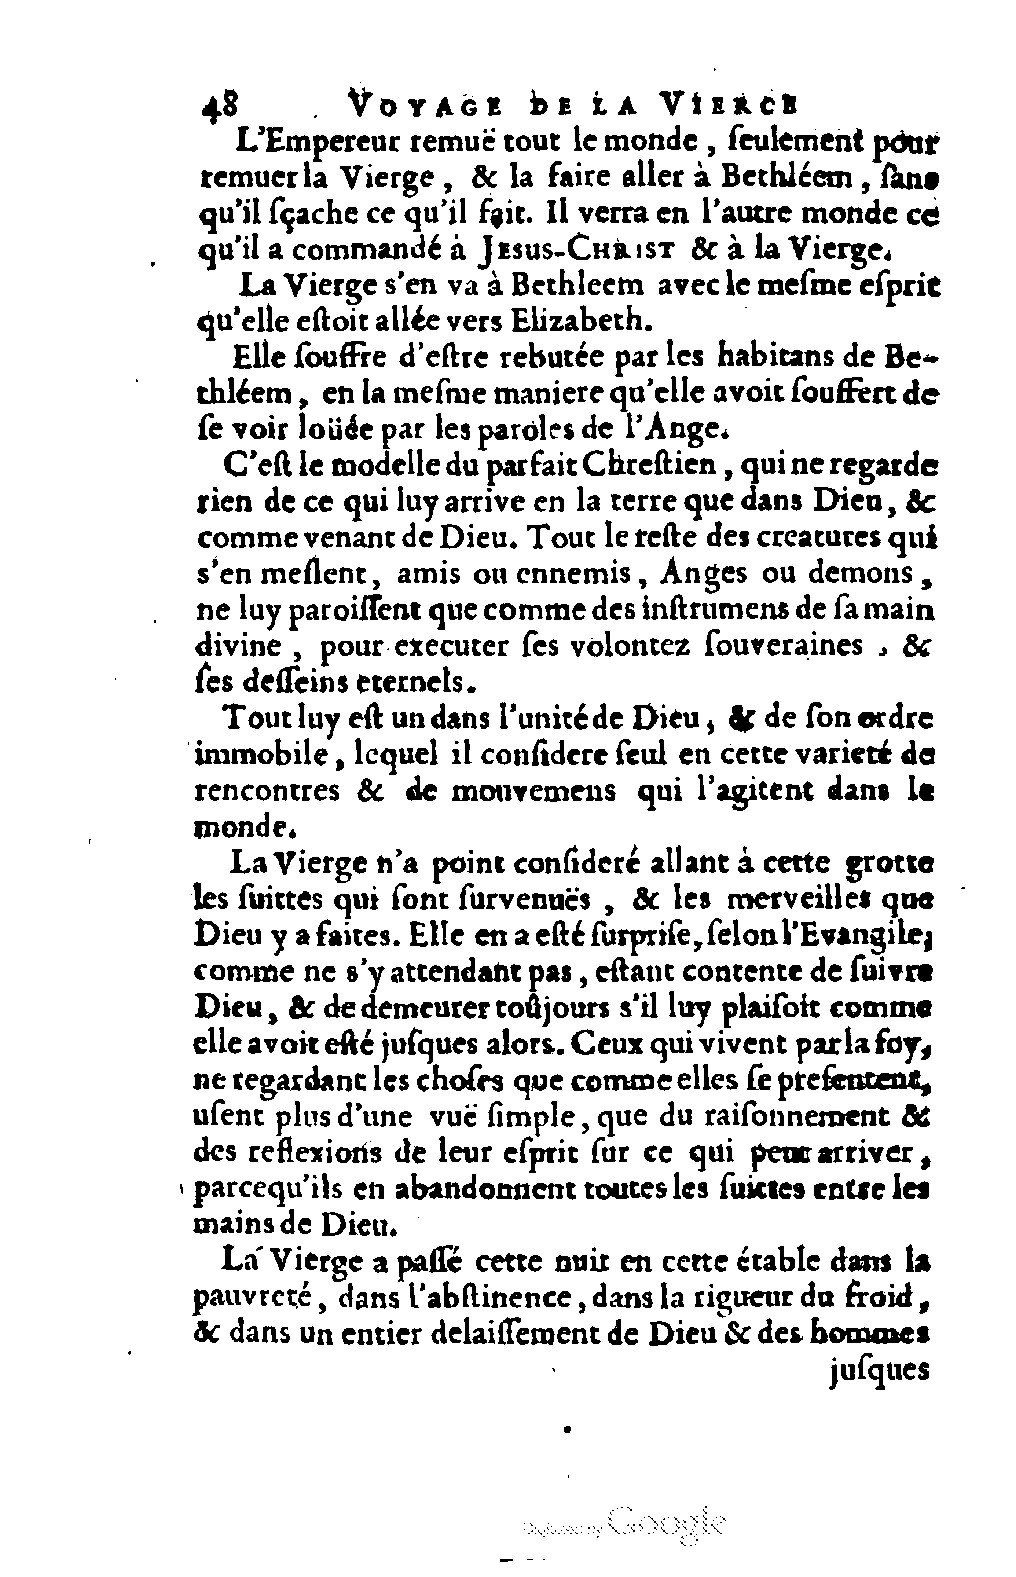 48 VOYAGE DE LA VIERGE
L'Empereur remuë tout le monde, ſeulement pour
remuer la Vierge, & la faire aller à Bethléem, ſans
qu'il ſçache ce qu'il fait. Il verra en l'autre monde ce
qu'il a commandé à JESUS-CHRIST & à la Vierge.
La Vierge s'en va à Bethleem avec le meſme eſprit
qu'elle eſtoit allée vers Elizabeth.
Elle ſouffre d'eſtre rebutée par les habitans de Be-
thléem, en la meſme maniere qu'elle avoit ſouffert de
ſe voir loüée par les paroles de l'Ange.
C'eſt le modelle du parfait Chreſtien, qui ne regarde
rien de ce qui luy arrive en la terre que dans Dieu, &
comme venant de Dieu. Tout le reſte des creatures qui
s'en meſlent, amis ou ennemis, Anges ou demons,
ne luy paroiſſent que comme des inſtrumens de ſa main
divine, pour executer ſes volontez ſouveraines, &
ſes deſſeins eternels.
Tout luy eſt un dans l'unité de Dieu, & de ſon ordre
immobile, lequel il conſidere ſeul en cette varieté de
rencontres & de mouvemens qui l'agitent dans le
monde.
La Vierge n'a point conſideré allant à cette grotte
les ſuittes qui ſont ſurvenuës, & les merveilles que
Dieu y a faites. Elle en a eſté ſurpriſe, ſelon l'Evangile,
comme ne s'y attendant pas, eſtant contente de ſuivre
Dieu, & de demeurer toûjours s'il luy plaiſoit comme
elle avoit eſté juſques alors. Ceux qui vivent par la foy,
ne regardant les choſes que comme elles ſe preſentent,
uſent plus d'une vuë ſimple, que du raiſonnement &
des reflexions de leur eſprit ſur ce qui peut arriver,
parcequ'ils en abandonnent toutes les ſuittes entre les
mains de Dieu.
La Vierge a paſſé cette nuit en cette étable dans la
pauvreté, dans l'abſtinence, dans la rigueur du froid,
& dans un entier delaiſſement de Dieu & des hommes
juſques
Digitized by Google